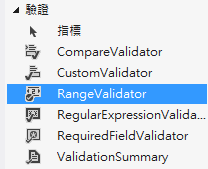 驗證
指標
CompareValidator
CustomValidator
RangeValidator
RegularExpressionValida...
RequiredFieldValidator
ValidationSummary